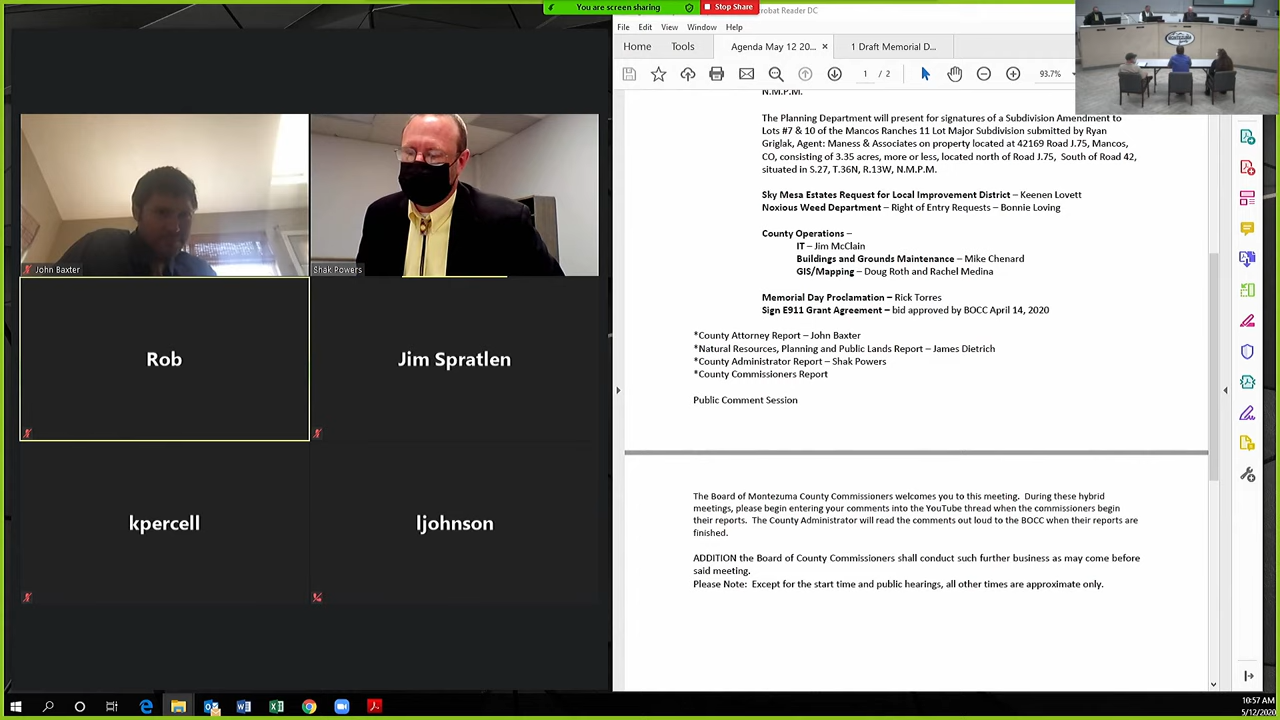 You are screen sharing
Stop Share
obat Reader DC
File Edit View Window Help
Home Tools Agenda May 12 20... × 1 Draft Memorial D...
1 / 2
93.7%
MONTEZUMA
N.M.P.M.
The Planning Department will present for signatures of a Subdivision Amendment to
Lots #7 & 10 of the Mancos Ranches 11 Lot Major Subdivision submitted by Ryan
Griglak, Agent: Maness & Associates on property located at 42169 Road J.75, Mancos,
CO, consisting of 3.35 acres, more or less, located north of Road J.75, South of Road 42,
situated in S.27, T.36N, R.13W, N.M.P.M.
Sky Mesa Estates Request for Local Improvement District – Keenen Lovett
Noxious Weed Department – Right of Entry Requests – Bonnie Loving
County Operations –
IT – Jim McClain
Buildings and Grounds Maintenance – Mike Chenard
GIS/Mapping – Doug Roth and Rachel Medina
Memorial Day Proclamation – Rick Torres
Sign E911 Grant Agreement – bid approved by BOCC April 14, 2020
*County Attorney Report – John Baxter
*Natural Resources, Planning and Public Lands Report – James Dietrich
*County Administrator Report – Shak Powers
*County Commissioners Report
Public Comment Session
The Board of Montezuma County Commissioners welcomes you to this meeting. During these hybrid
meetings, please begin entering your comments into the YouTube thread when the commissioners begin
their reports. The County Administrator will read the comments out loud to the BOCC when their reports are
finished.
ADDITION the Board of County Commissioners shall conduct such further business as may come before
said meeting.
Please Note: Except for the start time and public hearings, all other times are approximate only.
John Baxter
Shak Powers
Rob
Jim Spratlen
kpercell
ljohnson
10:57 AM
5/12/2020